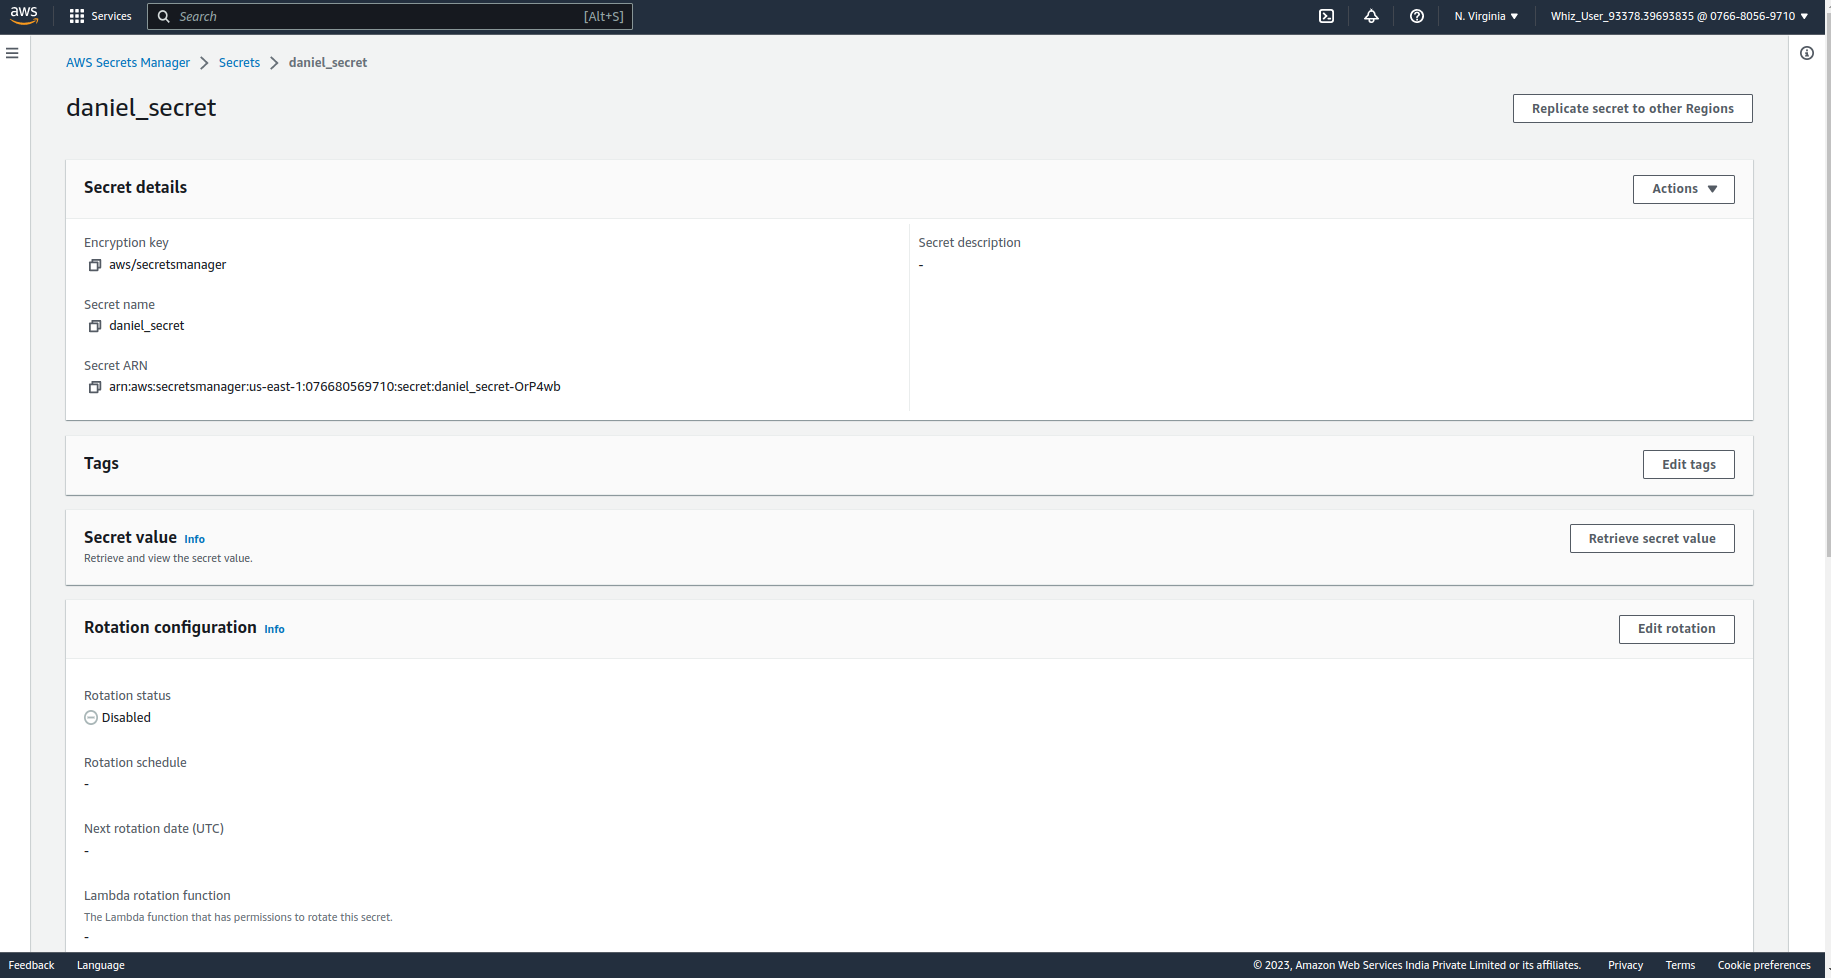 aws
Services
Search
[Alt+S]
N. Virginia
Whiz_User_93378.39693835 @ 0766-8056-9710
AWS Secrets Manager
Secrets
daniel_secret
daniel_secret
Replicate secret to other Regions
Secret details
Actions
Encryption key
aws/secretsmanager
Secret description
-
Secret name
daniel_secret
Secret ARN
arn:aws:secretsmanager:us-east-1:076680569710:secret:daniel_secret-OrP4wb
Tags
Edit tags
Secret value Info
Retrieve and view the secret value.
Retrieve secret value
Rotation configuration Info
Edit rotation
Rotation status
Disabled
Rotation schedule
-
Next rotation date (UTC)
-
Lambda rotation function
The Lambda function that has permissions to rotate this secret.
-
Feedback
Language
© 2023, Amazon Web Services India Private Limited or its affiliates.
Privacy
Terms
Cookie preferences